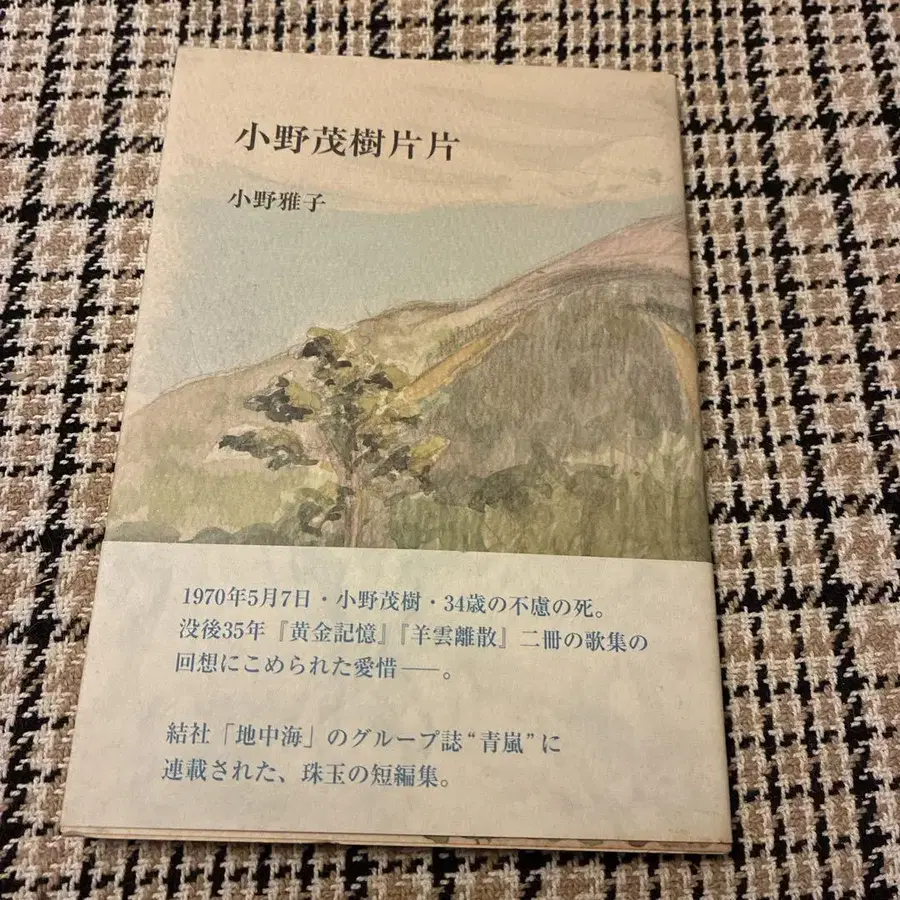 小野茂樹片片
小野雅子
1970年5月7日・小野茂樹・34歳の不慮の死。
没後35年『黄金記憶』『羊雲離散』二冊の歌集の
回想にこめられた愛惜──。
結社「地中海」のグループ誌“青嵐”に
連載された、珠玉の短編集。